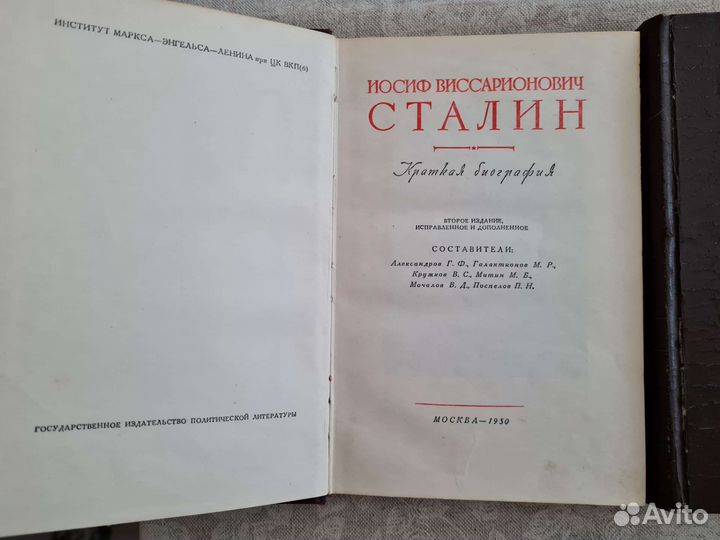 ИНСТИТУТ МАРКСА—ЭНГЕЛЬСА—ЛЕНИНА при ЦК ВКП(б)
ГОСУДАРСТВЕННОЕ ИЗДАТЕЛЬСТВО ПОЛИТИЧЕСКОЙ ЛИТЕРАТУРЫ
ИОСИФ ВИССАРИОНОВИЧ
СТАЛИН
Краткая биография
ВТОРОЕ ИЗДАНИЕ,
ИСПРАВЛЕННОЕ И ДОПОЛНЕННОЕ
СОСТАВИТЕЛИ:
Александров Г. Ф., Галактионов М. Р.,
Кружков В. С., Митин М. Б.,
Мочалов В. Д., Поспелов П. Н.
МОСКВА—1950
Avito